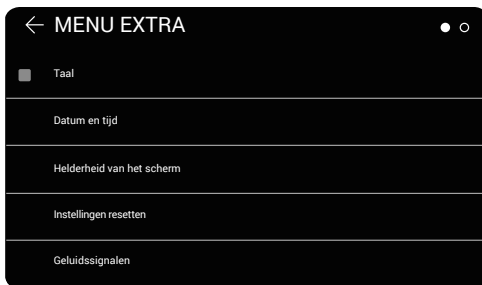 MENU EXTRA
Taal
Datum en tijd
Helderheid van het scherm
Instellingen resetten
Geluidssignalen